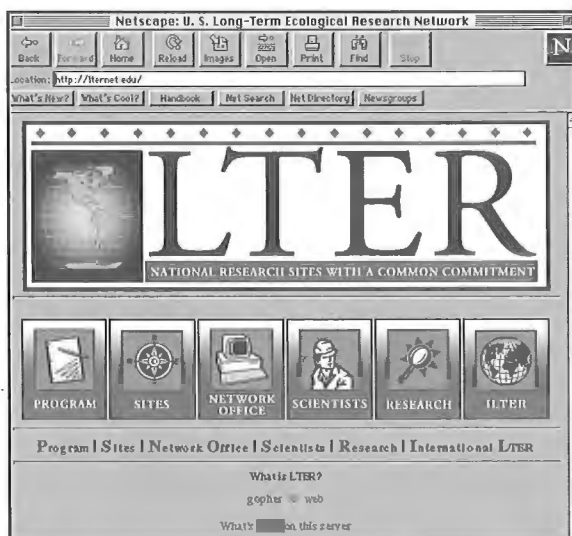 Netscape: U. S. Long-Term Ecological Research Network
Back Forward Home Reload Images Open Print Find Stop
Location: http://lternet.edu/
What's New? What's Cool? Handbook Net Search Net Directory Newsgroups
N
LTER
NATIONAL RESEARCH SITES WITH A COMMON COMMITMENT
PROGRAM SITES NETWORK OFFICE SCIENTISTS RESEARCH ILTER
Program | Sites | Network Office | Scientists | Research | International LTER
What is LTER?
gopher web
What's on this server